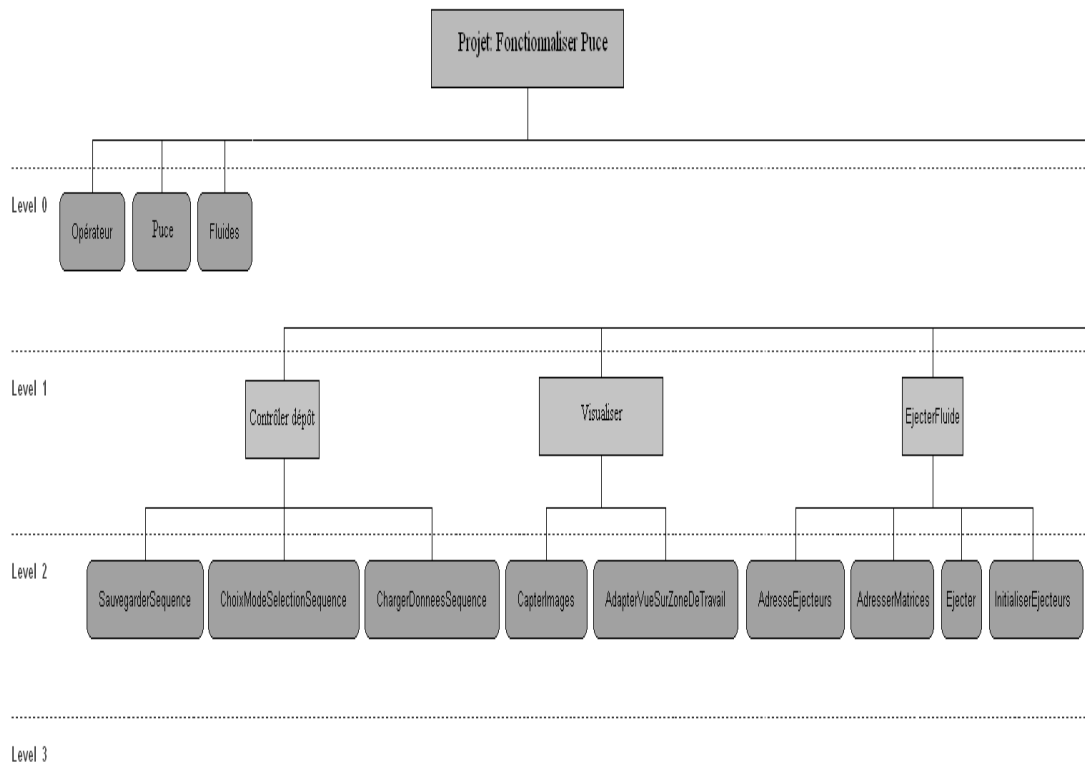 Projet: Fonctionnaliser Puce
Level 0
Opérateur
Puce
Fluides
Level 1
Contrôler dépôt
Visualiser
EjecterFluide
Level 2
SauvegarderSequence
ChoixModeSelectionSequence
ChargerDonneesSequence
CapterImages
AdapterVueSurZoneDeTravail
AdresseEjecteurs
AdresserMatrices
Ejecter
InitialiserEjecteurs
Level 3